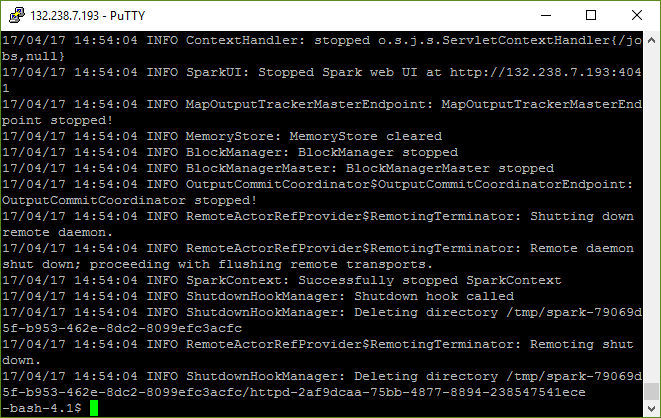 132.238.7.193 - PuTTY
17/04/17 14:54:04 INFO ContextHandler: stopped o.s.j.s.ServletContextHandler{/jo
bs,null}
17/04/17 14:54:04 INFO SparkUI: Stopped Spark web UI at http://132.238.7.193:404
1
17/04/17 14:54:04 INFO MapOutputTrackerMasterEndpoint: MapOutputTrackerMasterEnd
point stopped!
17/04/17 14:54:04 INFO MemoryStore: MemoryStore cleared
17/04/17 14:54:04 INFO BlockManager: BlockManager stopped
17/04/17 14:54:04 INFO BlockManagerMaster: BlockManagerMaster stopped
17/04/17 14:54:04 INFO OutputCommitCoordinator$OutputCommitCoordinatorEndpoint:
OutputCommitCoordinator stopped!
17/04/17 14:54:04 INFO RemoteActorRefProvider$RemotingTerminator: Shutting down
remote daemon.
17/04/17 14:54:04 INFO RemoteActorRefProvider$RemotingTerminator: Remote daemon
shut down; proceeding with flushing remote transports.
17/04/17 14:54:04 INFO SparkContext: Successfully stopped SparkContext
17/04/17 14:54:04 INFO ShutdownHookManager: Shutdown hook called
17/04/17 14:54:04 INFO ShutdownHookManager: Deleting directory /tmp/spark-79069d
5f-b953-462e-8dc2-8099efc3acfc
17/04/17 14:54:04 INFO RemoteActorRefProvider$RemotingTerminator: Remoting shut
down.
17/04/17 14:54:04 INFO ShutdownHookManager: Deleting directory /tmp/spark-79069d
5f-b953-462e-8dc2-8099efc3acfc/httpd-2af9dcaa-75bb-4877-8894-238547541ece
-bash-4.1$